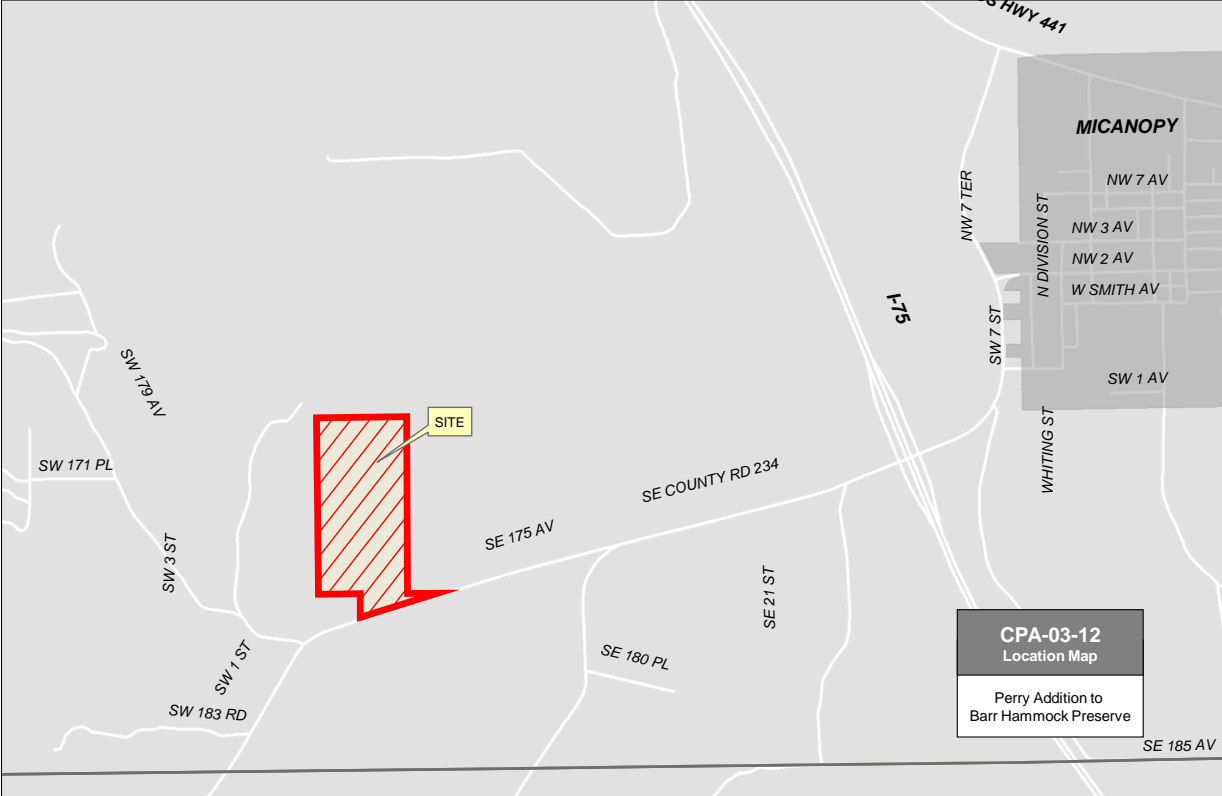 US HWY 441
MICANOPY
NW 7 AV
NW 7 TER
N DIVISION ST
NW 3 AV
NW 2 AV
W SMITH AV
I-75
SW 7 ST
SW 179 AV
SW 1 AV
SITE
WHITING ST
SW 171 PL
SE COUNTY RD 234
SE 175 AV
SW 3 ST
SE 21 ST
CPA-03-12
Location Map
Perry Addition to
Barr Hammock Preserve
SW 1 ST
SE 180 PL
SW 183 RD
SE 185 AV